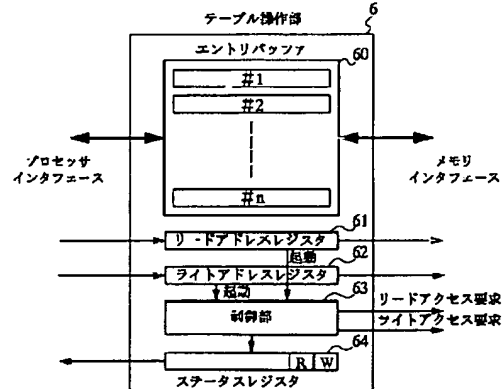 テーブル操作部
6
エントリバッファ
60
#1
#2
プロセッサ
インタフェース
メモリ
インタフェース
#n
61
リードアドレスレジスタ
起動
62
ライトアドレスレジスタ
起動
63
制御部
リードアクセス要求
ライトアクセス要求
64
R W
ステータスレジスタ